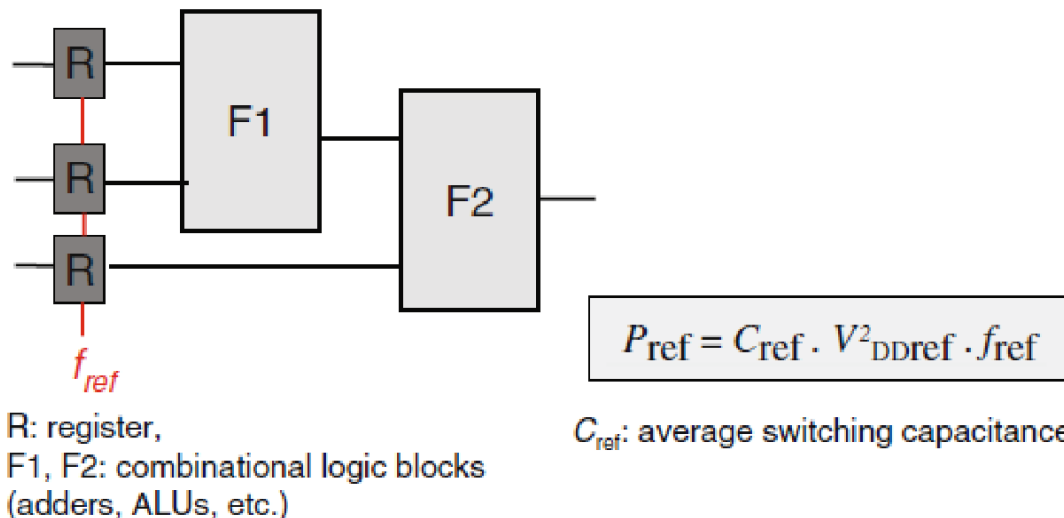 R
F1
R
F2
R
P_ref = C_ref . V²_DDref . f_ref
f_ref
R: register,
C_ref: average switching capacitance
F1, F2: combinational logic blocks
(adders, ALUs, etc.)